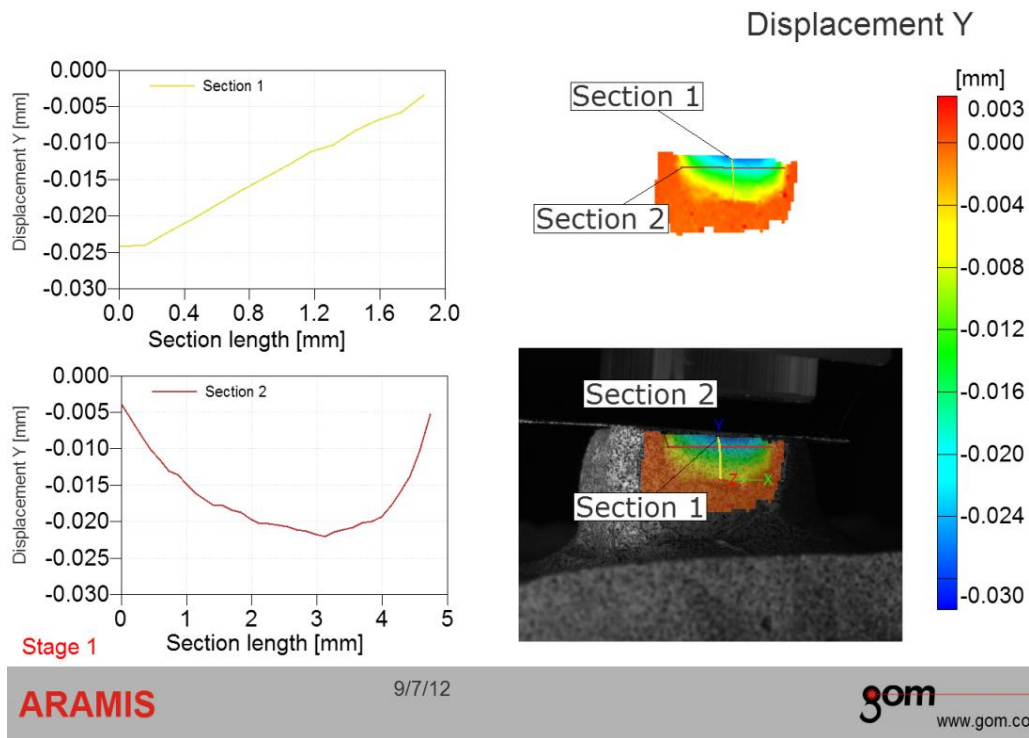 Displacement Y
0.000
-0.005
-0.010
-0.015
-0.020
-0.025
-0.030
Displacement Y [mm]
Section 1
0.0 0.4 0.8 1.2 1.6 2.0
Section length [mm]
Section 1
Section 2
[mm]
0.003
0.000
-0.004
-0.008
-0.012
-0.016
-0.020
-0.024
-0.030
0.000
-0.005
-0.010
-0.015
-0.020
-0.025
-0.030
Displacement Y [mm]
Section 2
0 1 2 3 4 5
Section length [mm]
Section 2
Y
Z X
Section 1
Stage 1
ARAMIS
9/7/12
gom
www.gom.co